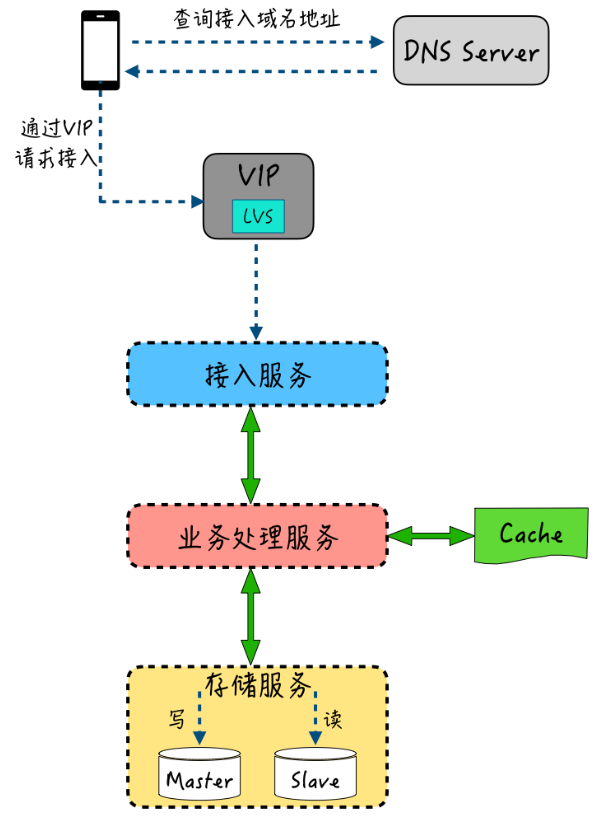 查询接入域名地址
DNS Server
通过VIP
请求接入
VIP
LVS
接入服务
业务处理服务
Cache
存储服务
写
读
Master
Slave